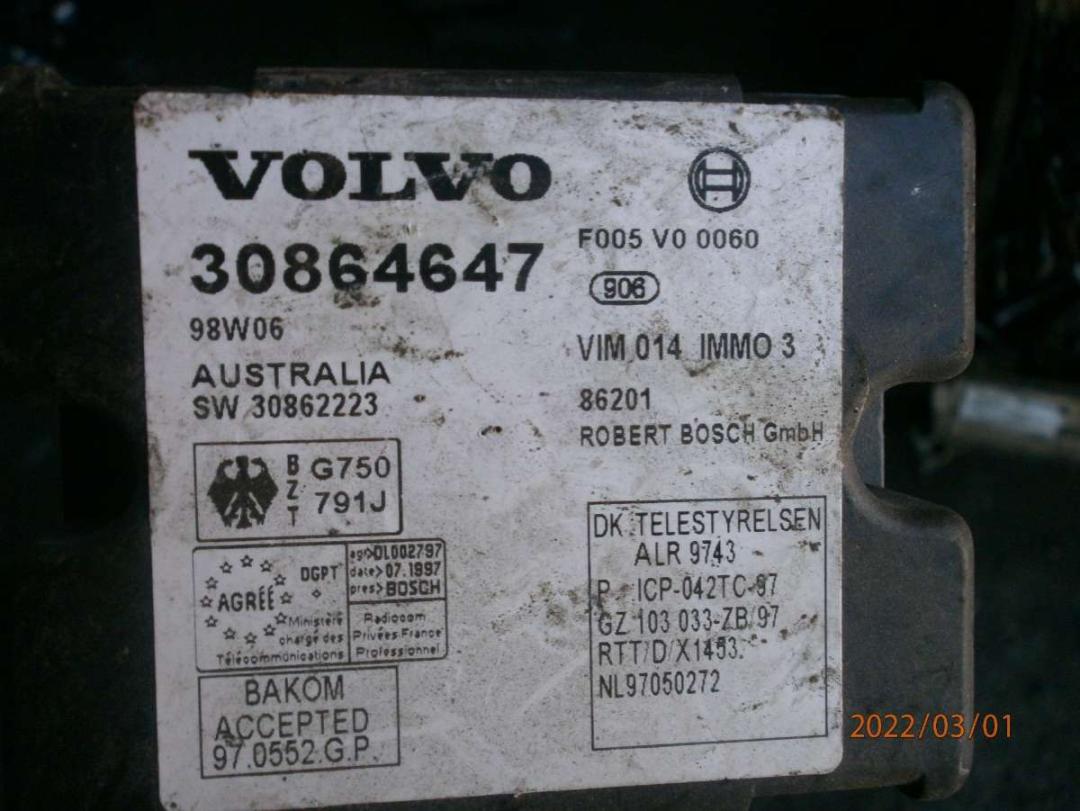 VOLVO
30864647
98W06
AUSTRALIA
SW 30862223
F005 V0 0060
906
VIM 014 IMMO 3
86201
ROBERT BOSCH GmbH
BZT G750
791J
AGRÉÉ
DGPT
Ministère
chargé des
Télécommunications
agr>DL002797
date>07.1997
pres>BOSCH
Radiocom
Privées France
Professionnel
BAKOM
ACCEPTED
97.0552.G.P.
DK TELESTYRELSEN
ALR 9743
P ICP-042TC-97
GZ 103 033-ZB/97
RTT/D/X1453.
NL97050272
2022/03/01